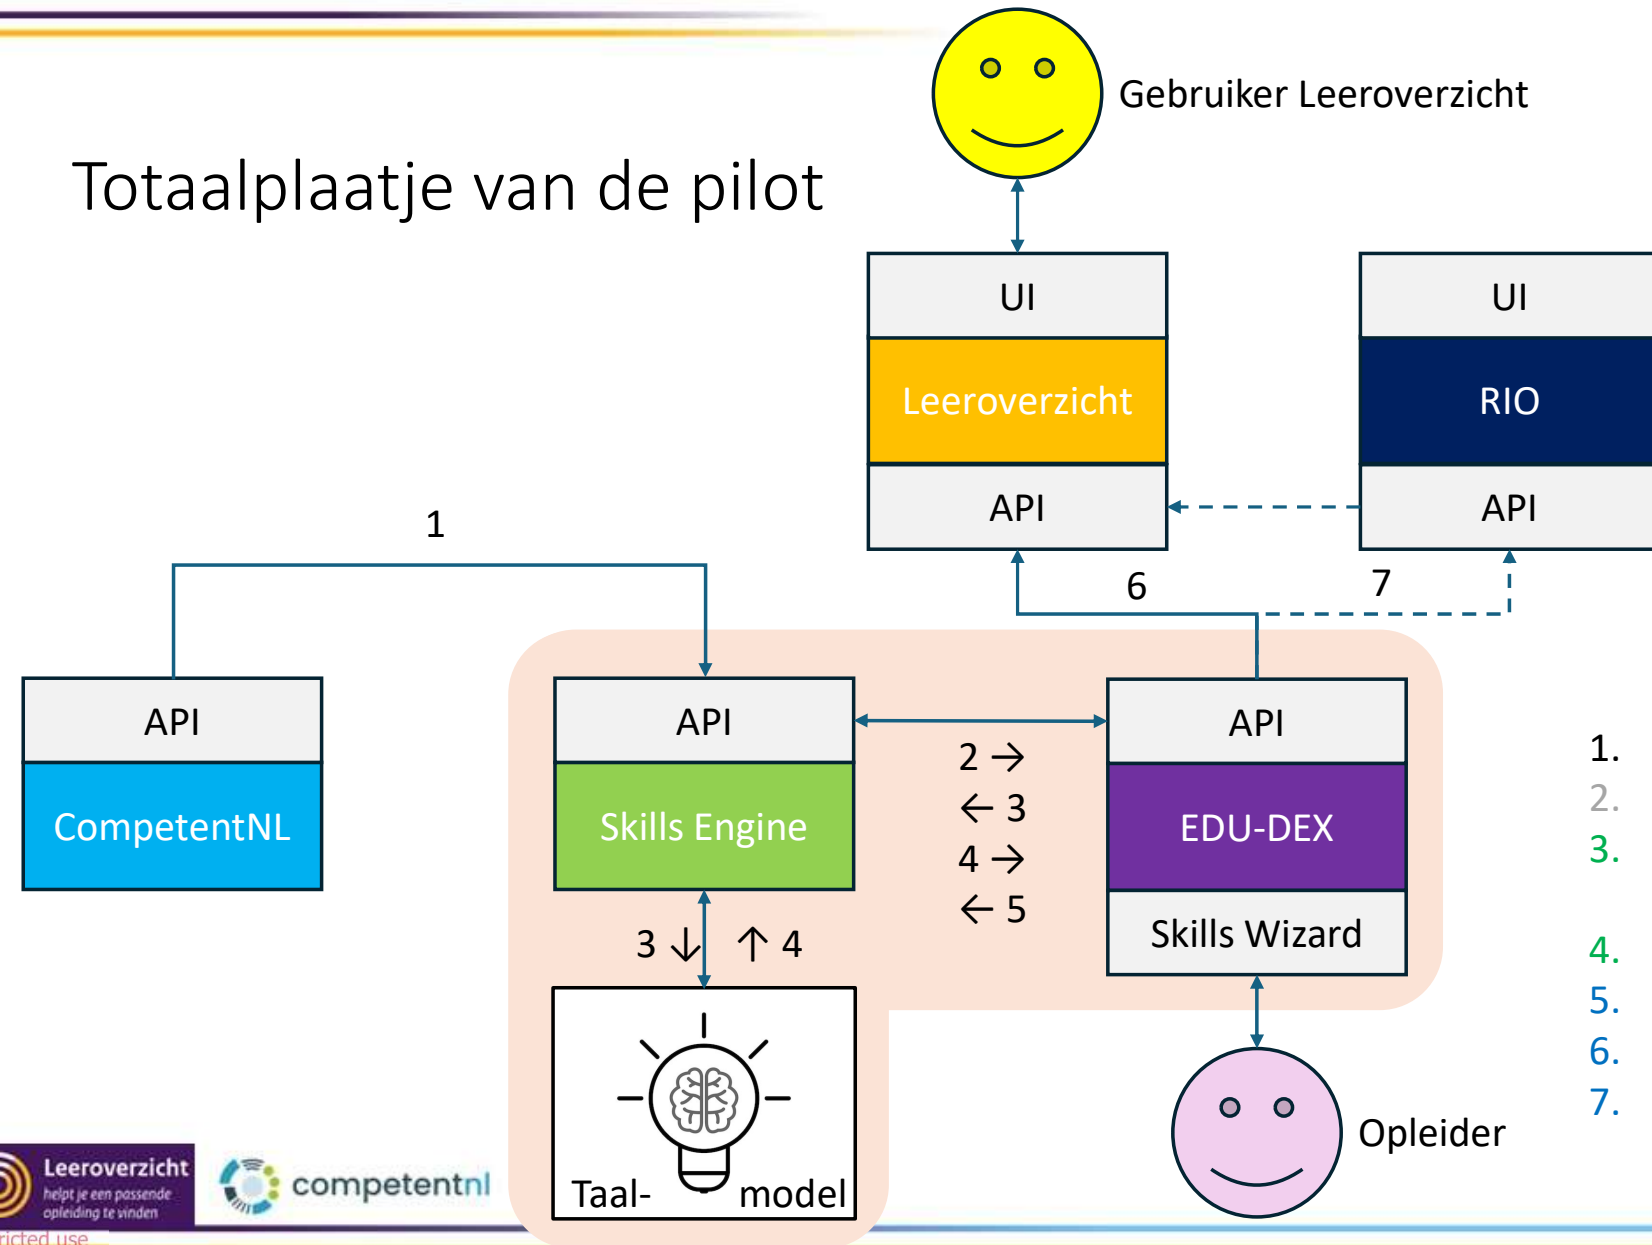 Gebruiker Leeroverzicht
Totaalplaatje van de pilot
UI
UI
Leeroverzicht
RIO
API
API
1
6
7
API
API
API
CompetentNL
Skills Engine
EDU-DEX
2 →
← 3
4 →
← 5
Skills Wizard
3 ↓ ↑ 4
1.
2.
3.
4.
5.
6.
7.
Taal- model
Opleider
Leeroverzicht
helpt je een passende
opleiding te vinden
competentnl
ricted use